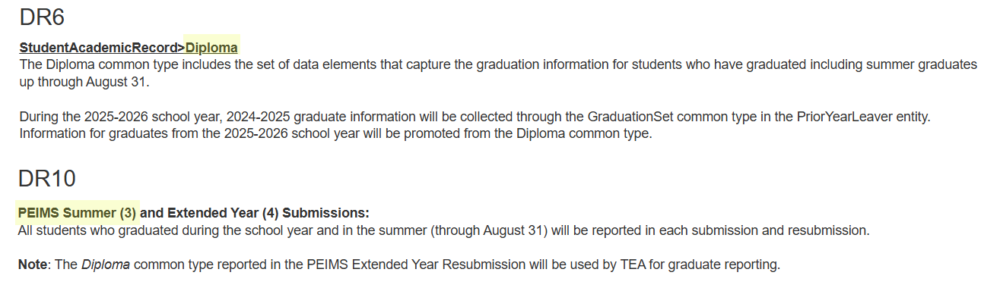 DR6
StudentAcademicRecord>Diploma
The Diploma common type includes the set of data elements that capture the graduation information for students who have graduated including summer graduates
up through August 31.
During the 2025-2026 school year, 2024-2025 graduate information will be collected through the GraduationSet common type in the PriorYearLeaver entity.
Information for graduates from the 2025-2026 school year will be promoted from the Diploma common type.
DR10
PEIMS Summer (3) and Extended Year (4) Submissions:
All students who graduated during the school year and in the summer (through August 31) will be reported in each submission and resubmission.
Note: The Diploma common type reported in the PEIMS Extended Year Resubmission will be used by TEA for graduate reporting.